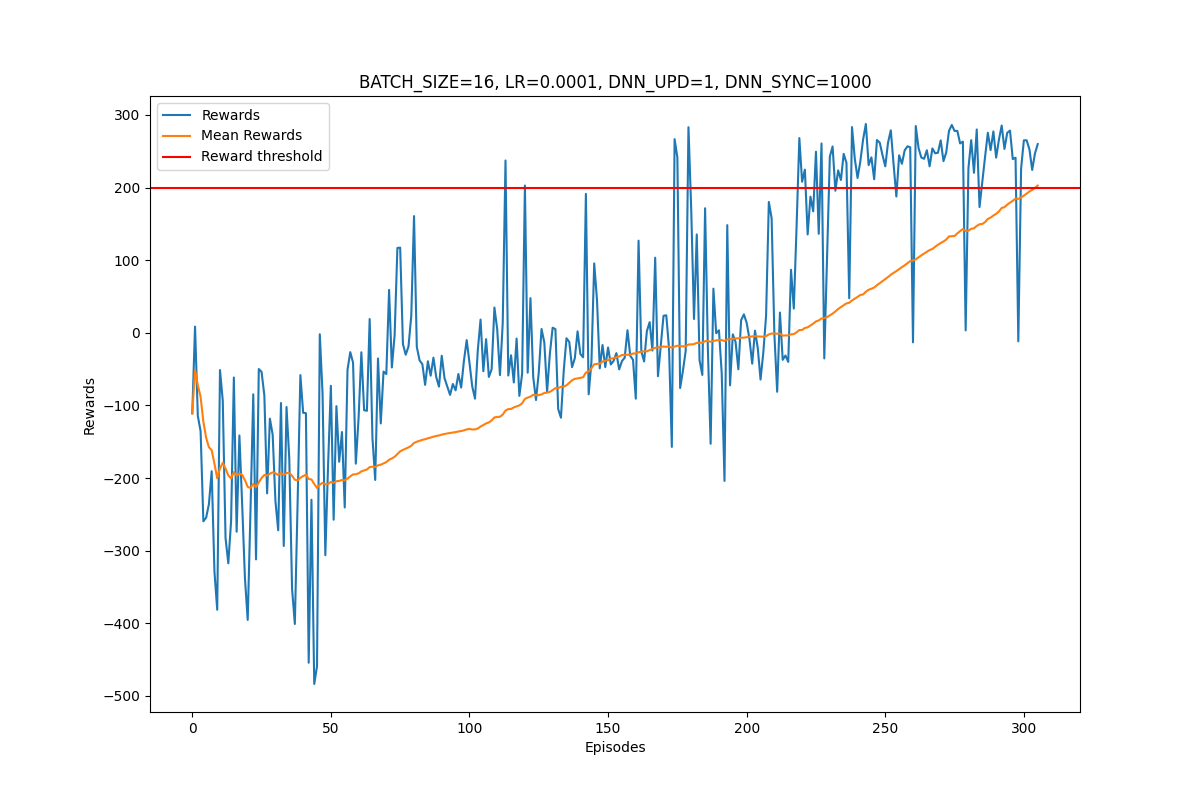 BATCH_SIZE=16, LR=0.0001, DNN_UPD=1, DNN_SYNC=1000
Rewards
Mean Rewards
Reward threshold
300
200
100
0
−100
−200
−300
−400
−500
Rewards
0 50 100 150 200 250 300
Episodes